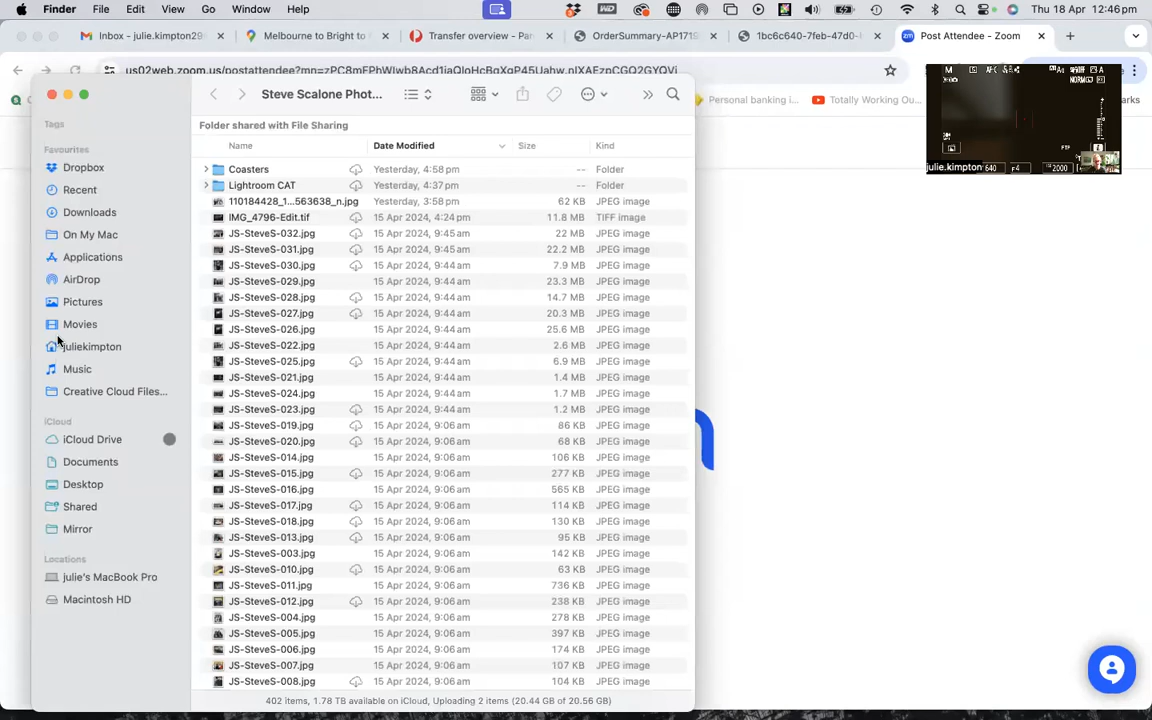 Finder File Edit View Go Window Help Thu 18 Apr 12:46pm
Inbox - julie.kimpton29 Melbourne to Bright to Transfer overview - Par OrderSummary-AP1719 1bc6c640-7feb-47d0- Post Attendee - Zoom
us02web.zoom.us/postattendee?mn=
Personal banking i... Totally Working Ou...
Steve Scalone Phot...
Folder shared with File Sharing
Name Date Modified Size Kind
Tags
Favourites
Dropbox
Recent
Downloads
On My Mac
Applications
AirDrop
Pictures
Movies
juliekimpton
Music
Creative Cloud Files...
iCloud
iCloud Drive
Documents
Desktop
Shared
Mirror
Locations
julie's MacBook Pro
Macintosh HD
Coasters Yesterday, 4:58 pm -- Folder
Lightroom CAT Yesterday, 4:37 pm -- Folder
110184428_1...563638_n.jpg Yesterday, 3:58 pm 62 KB JPEG image
IMG_4796-Edit.tif 15 Apr 2024, 4:24 pm 11.8 MB TIFF image
JS-SteveS-032.jpg 15 Apr 2024, 9:45 am 22 MB JPEG image
JS-SteveS-031.jpg 15 Apr 2024, 9:45 am 22.2 MB JPEG image
JS-SteveS-030.jpg 15 Apr 2024, 9:44 am 7.9 MB JPEG image
JS-SteveS-029.jpg 15 Apr 2024, 9:44 am 23.3 MB JPEG image
JS-SteveS-028.jpg 15 Apr 2024, 9:44 am 14.7 MB JPEG image
JS-SteveS-027.jpg 15 Apr 2024, 9:44 am 20.3 MB JPEG image
JS-SteveS-026.jpg 15 Apr 2024, 9:44 am 25.6 MB JPEG image
JS-SteveS-022.jpg 15 Apr 2024, 9:44 am 2.6 MB JPEG image
JS-SteveS-025.jpg 15 Apr 2024, 9:44 am 6.9 MB JPEG image
JS-SteveS-021.jpg 15 Apr 2024, 9:44 am 1.4 MB JPEG image
JS-SteveS-024.jpg 15 Apr 2024, 9:44 am 1.7 MB JPEG image
JS-SteveS-023.jpg 15 Apr 2024, 9:44 am 1.2 MB JPEG image
JS-SteveS-019.jpg 15 Apr 2024, 9:06 am 86 KB JPEG image
JS-SteveS-020.jpg 15 Apr 2024, 9:06 am 68 KB JPEG image
JS-SteveS-014.jpg 15 Apr 2024, 9:06 am 106 KB JPEG image
JS-SteveS-015.jpg 15 Apr 2024, 9:06 am 277 KB JPEG image
JS-SteveS-016.jpg 15 Apr 2024, 9:06 am 565 KB JPEG image
JS-SteveS-017.jpg 15 Apr 2024, 9:06 am 114 KB JPEG image
JS-SteveS-018.jpg 15 Apr 2024, 9:06 am 130 KB JPEG image
JS-SteveS-013.jpg 15 Apr 2024, 9:06 am 95 KB JPEG image
JS-SteveS-003.jpg 15 Apr 2024, 9:06 am 142 KB JPEG image
JS-SteveS-010.jpg 15 Apr 2024, 9:06 am 63 KB JPEG image
JS-SteveS-011.jpg 15 Apr 2024, 9:06 am 736 KB JPEG image
JS-SteveS-012.jpg 15 Apr 2024, 9:06 am 238 KB JPEG image
JS-SteveS-004.jpg 15 Apr 2024, 9:06 am 278 KB JPEG image
JS-SteveS-005.jpg 15 Apr 2024, 9:06 am 397 KB JPEG image
JS-SteveS-006.jpg 15 Apr 2024, 9:06 am 174 KB JPEG image
JS-SteveS-007.jpg 15 Apr 2024, 9:06 am 107 KB JPEG image
JS-SteveS-008.jpg 15 Apr 2024, 9:06 am 104 KB JPEG image
402 items, 1.78 TB available on iCloud, Uploading 2 items (20.44 GB of 20.56 GB)
julie.kimpton 640 F4 2000